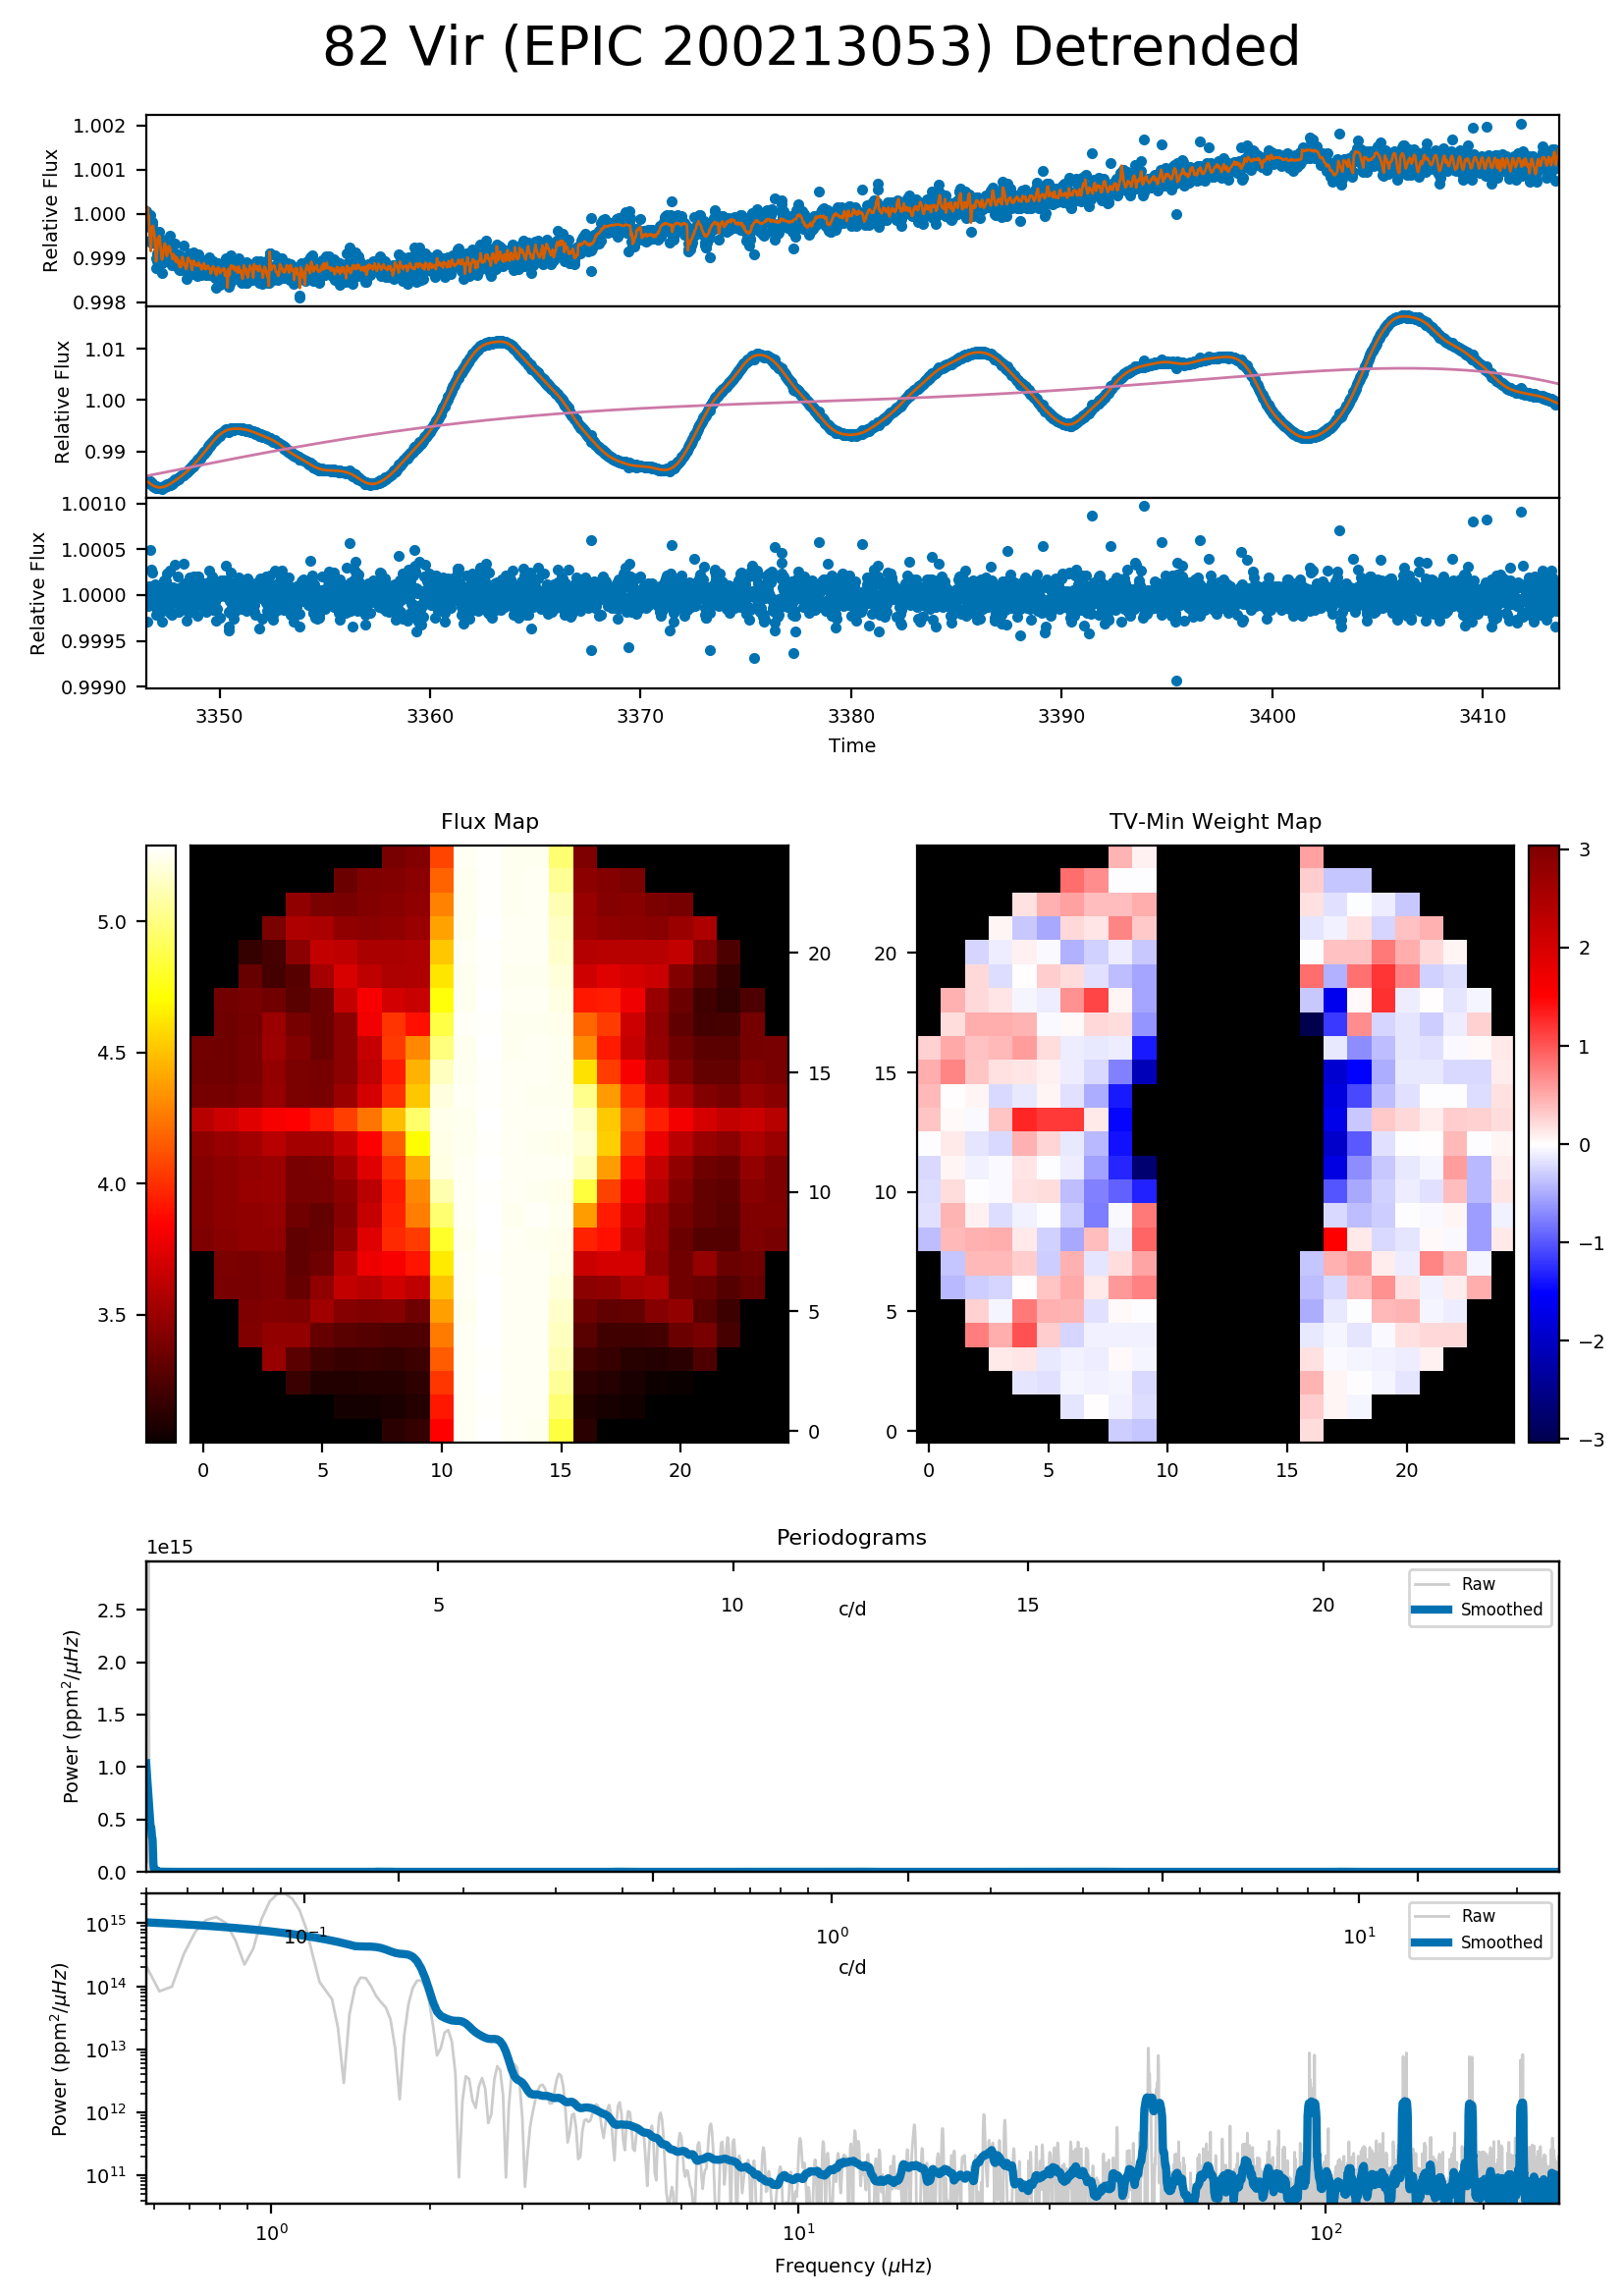 82 Vir (EPIC 200213053) Detrended
1.002
1.001
1.000
0.999
0.998
Relative Flux
1.01
1.00
0.99
Relative Flux
1.0010
1.0005
1.0000
0.9995
0.9990
Relative Flux
3350 3360 3370 3380 3390 3400 3410
Time
Flux Map
5.0
4.5
4.0
3.5
20
15
10
5
0
0 5 10 15 20
TV-Min Weight Map
20
15
10
5
0
0 5 10 15 20
3
2
1
0
−1
−2
−3
Periodograms
1e15
5 10 15 20
c/d
Raw
Smoothed
2.5
2.0
1.5
1.0
0.5
0.0
Power (ppm²/μHz)
10⁻¹ 10⁰ 10¹
c/d
Raw
Smoothed
10¹⁵
10¹⁴
10¹³
10¹²
10¹¹
Power (ppm²/μHz)
10⁰ 10¹ 10²
Frequency (μHz)